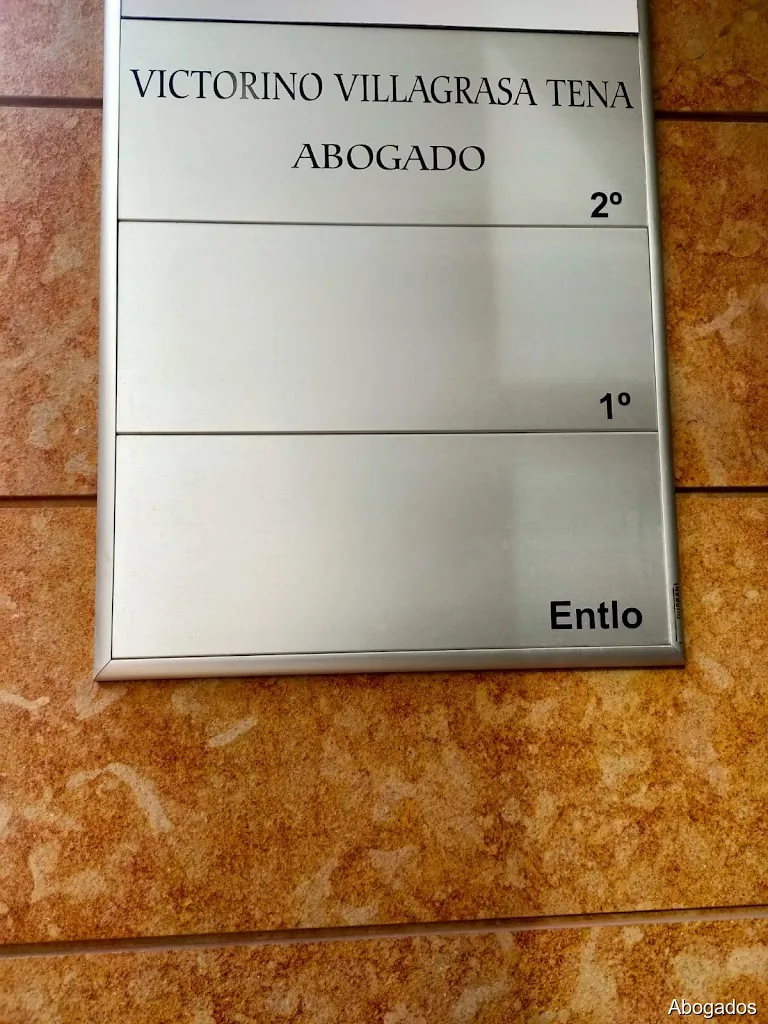 VICTORINO VILLAGRASA TENA
ABOGADO
2º
1º
Entlo
Abogados